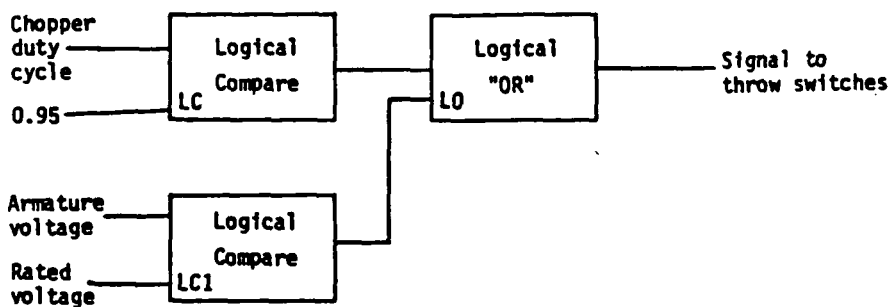 Chopper
duty
cycle
0.95
Logical
Compare
LC
Logical
"OR"
LO
Signal to
throw switches
Armature
voltage
Rated
voltage
Logical
Compare
LC1